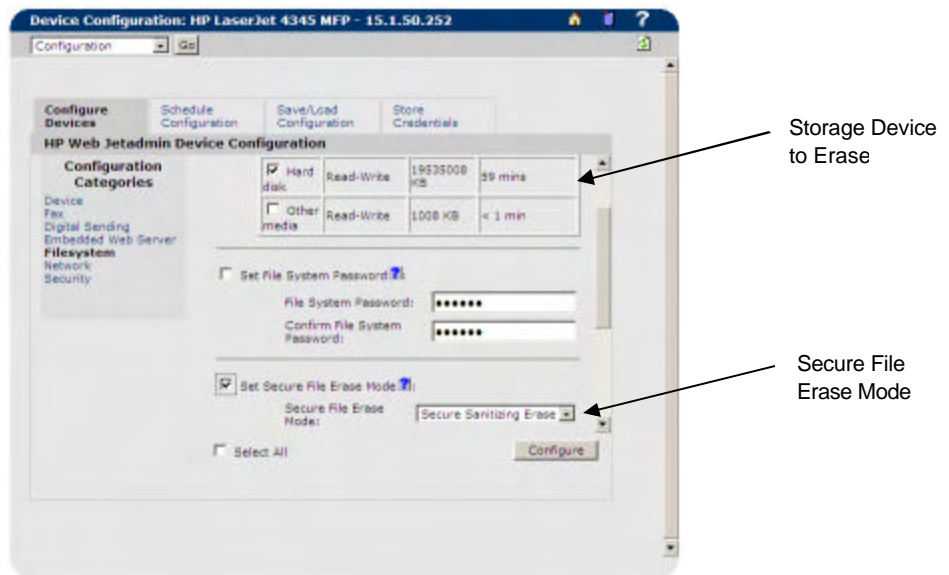 Device Configuration: HP LaserJet 4345 MFP - 15.1.50.252
?
Configuration
Go
Configure Devices
Schedule Configuration
Save/Load Configuration
Store Credentials
HP Web Jetadmin Device Configuration
Configuration Categories
Device
Fax
Digital Sending
Embedded Web Server
Filesystem
Network
Security
Hard disk
Read-Write
19535008 KB
59 mins
Other media
Read-Write
1008 KB
< 1 min
Set File System Password ?:
File System Password:
••••••
Confirm File System Password:
••••••
Set Secure File Erase Mode ?:
Secure File Erase Mode:
Secure Sanitizing Erase
Select All
Configure
Storage Device
to Erase
Secure File
Erase Mode